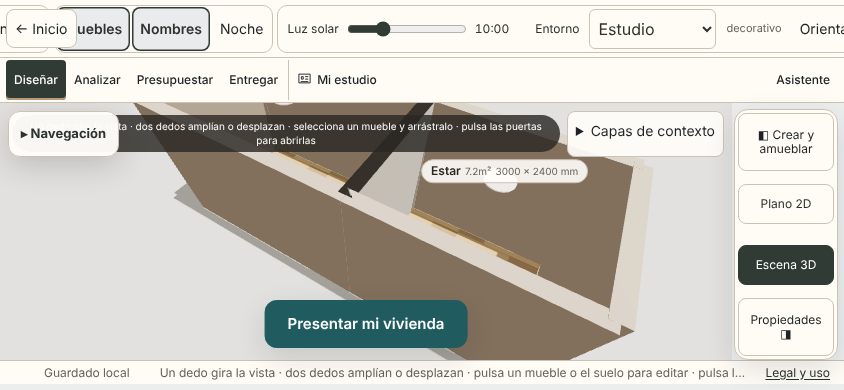 ← Inicio
uebles
Nombres
Noche
Luz solar
10:00
Entorno
Estudio
decorativo
Orienta
Diseñar
Analizar
Presupuestar
Entregar
Mi estudio
Asistente
▸ Navegación
· dos dedos amplían o desplazan · selecciona un mueble y arrástralo · pulsa las puertas
para abrirlas
▶ Capas de contexto
Estar 7.2m² 3000 × 2400 mm
◧ Crear y
amueblar
Plano 2D
Escena 3D
Propiedades
◨
Presentar mi vivienda
Guardado local
Un dedo gira la vista · dos dedos amplían o desplazan · pulsa un mueble o el suelo para editar · pulsa l...
Legal y uso